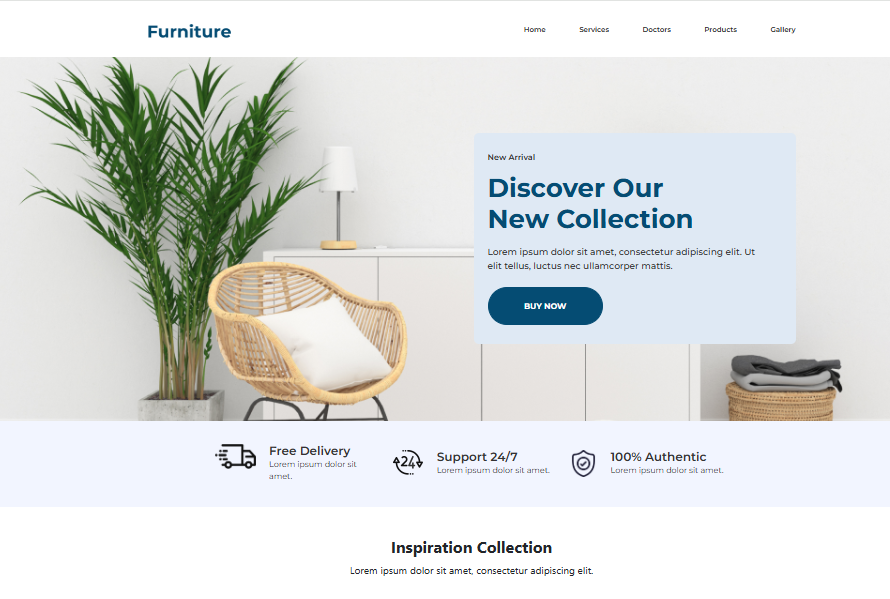 Furniture
Home Services Doctors Products Gallery
New Arrival
Discover Our
New Collection
Lorem ipsum dolor sit amet, consectetur adipiscing elit. Ut
elit tellus, luctus nec ullamcorper mattis.
BUY NOW
Free Delivery
Lorem ipsum dolor sit
amet.
24
Support 24/7
Lorem ipsum dolor sit amet.
100% Authentic
Lorem ipsum dolor sit amet.
Inspiration Collection
Lorem ipsum dolor sit amet, consectetur adipiscing elit.